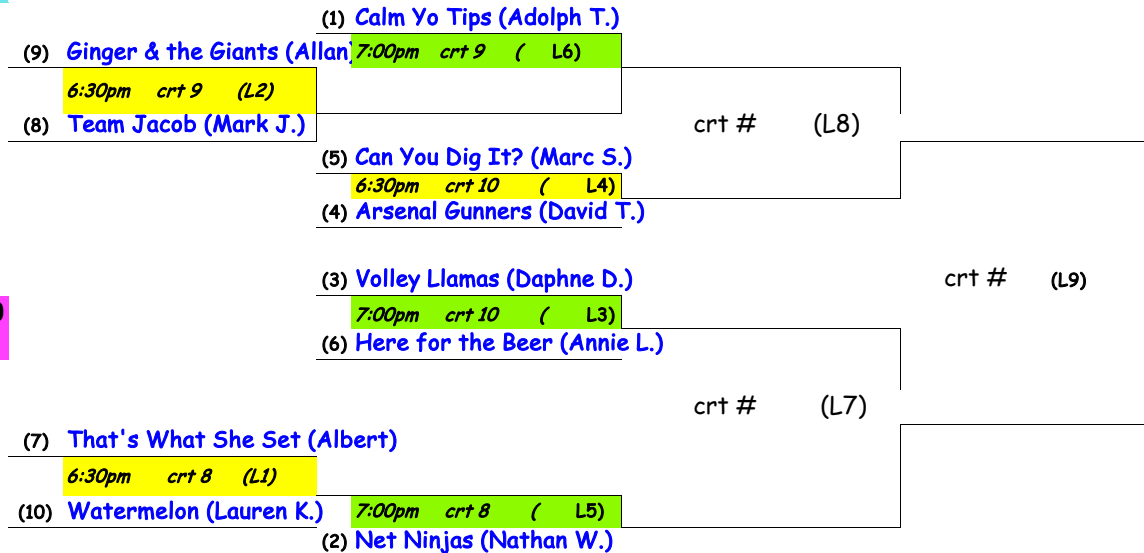 (1) Calm Yo Tips (Adolph T.)
(9) Ginger & the Giants (Allan)
7:00pm crt 9 ( L6)
6:30pm crt 9 (L2)
(8) Team Jacob (Mark J.)
crt # (L8)
(5) Can You Dig It? (Marc S.)
6:30pm crt 10 ( L4)
(4) Arsenal Gunners (David T.)
(3) Volley Llamas (Daphne D.)
crt # (L9)
7:00pm crt 10 ( L3)
(6) Here for the Beer (Annie L.)
crt # (L7)
(7) That's What She Set (Albert)
6:30pm crt 8 (L1)
(10) Watermelon (Lauren K.)
7:00pm crt 8 ( L5)
(2) Net Ninjas (Nathan W.)